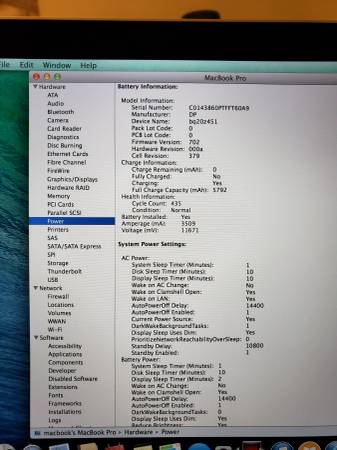 File Edit Window Help
MacBook Pro
▼ Hardware
ATA
Audio
Bluetooth
Camera
Card Reader
Diagnostics
Disc Burning
Ethernet Cards
Fibre Channel
FireWire
Graphics/Displays
Hardware RAID
Memory
PCI Cards
Parallel SCSI
Power
Printers
SAS
SATA/SATA Express
SPI
Storage
Thunderbolt
USB
▼ Network
Firewall
Locations
Volumes
WWAN
Wi-Fi
▼ Software
Accessibility
Applications
Components
Developer
Disabled Software
Extensions
Fonts
Frameworks
Installations
Logs
Battery Information:
Model Information:
Serial Number: C0143860PTFFT60A9
Manufacturer: DP
Device Name: bq20z451
Pack Lot Code: 0
PCB Lot Code: 0
Firmware Version: 702
Hardware Revision: 000a
Cell Revision: 379
Charge Information:
Charge Remaining (mAh): 0
Fully Charged: No
Charging: Yes
Full Charge Capacity (mAh): 5792
Health Information:
Cycle Count: 435
Condition: Normal
Battery Installed: Yes
Amperage (mA): 3509
Voltage (mV): 11671
System Power Settings:
AC Power:
System Sleep Timer (Minutes): 1
Disk Sleep Timer (Minutes): 10
Display Sleep Timer (Minutes): 10
Wake on AC Change: No
Wake on Clamshell Open: Yes
Wake on LAN: Yes
AutoPowerOff Delay: 14400
AutoPowerOff Enabled: 1
Current Power Source: Yes
DarkWakeBackgroundTasks: 1
Display Sleep Uses Dim: Yes
PrioritizeNetworkReachabilityOverSleep: 0
Standby Delay: 10800
Standby Enabled: 1
Battery Power:
System Sleep Timer (Minutes): 1
Disk Sleep Timer (Minutes): 10
Display Sleep Timer (Minutes): 2
Wake on AC Change: No
Wake on Clamshell Open: Yes
AutoPowerOff Delay: 14400
AutoPowerOff Enabled: 1
DarkWakeBackgroundTasks: 0
Display Sleep Uses Dim: Yes
Reduce Brightness: Yes
macbook's MacBook Pro ▸ Hardware ▸ Power